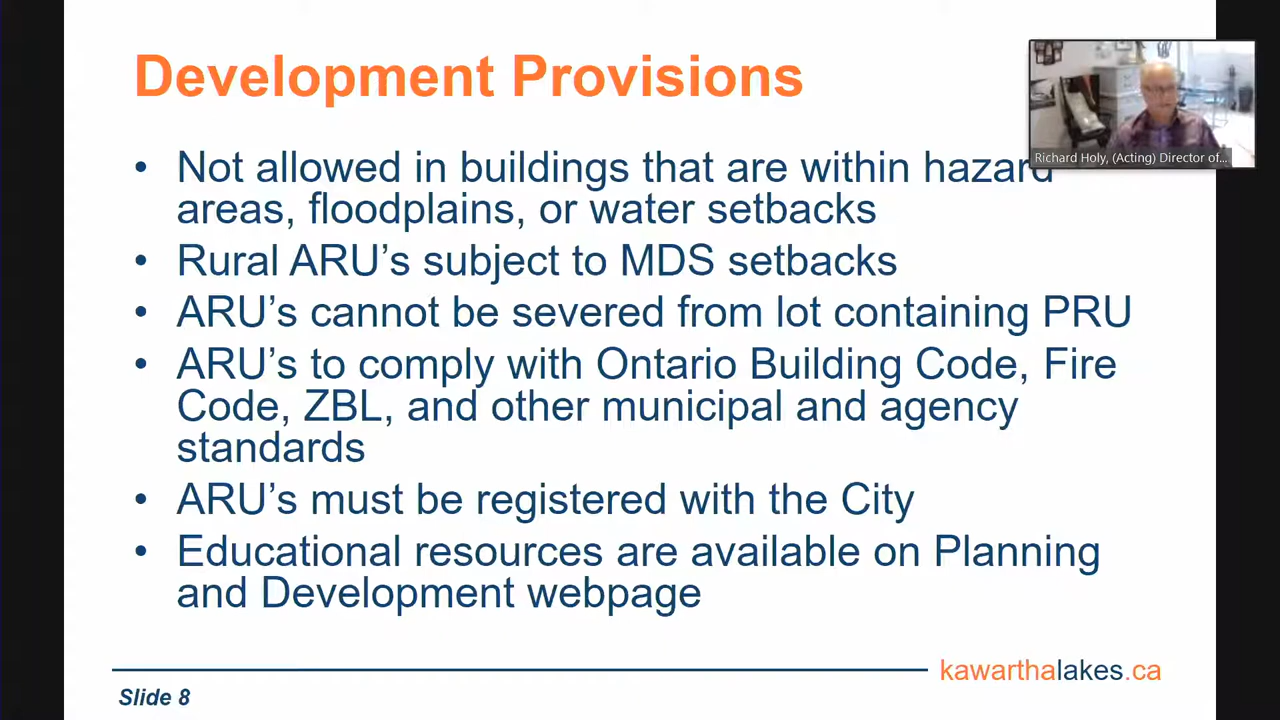 Development Provisions
Richard Holy, (Acting) Director of...
• Not allowed in buildings that are within hazard
areas, floodplains, or water setbacks
• Rural ARU’s subject to MDS setbacks
• ARU’s cannot be severed from lot containing PRU
• ARU’s to comply with Ontario Building Code, Fire
Code, ZBL, and other municipal and agency
standards
• ARU’s must be registered with the City
• Educational resources are available on Planning
and Development webpage
kawarthalakes.ca
Slide 8